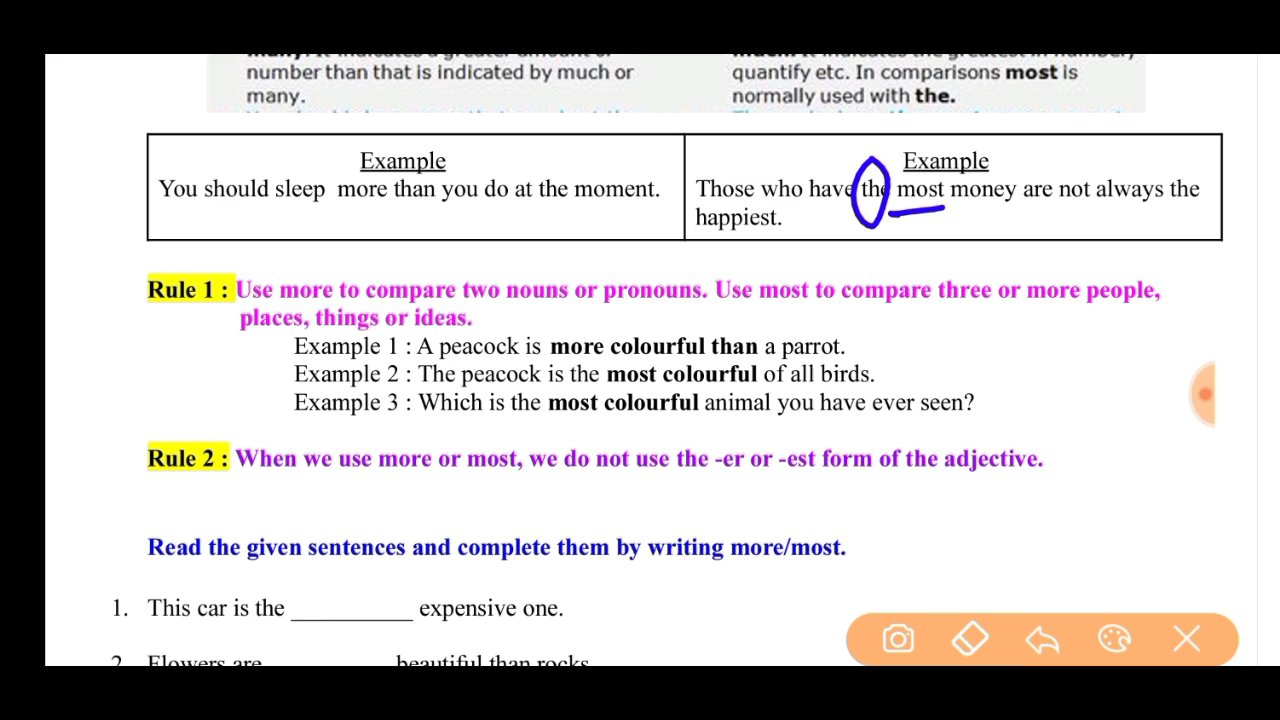 number than that is indicated by much or
many.
quantify etc. In comparisons most is
normally used with the.
Example
You should sleep more than you do at the moment.
Example
Those who have the most money are not always the
happiest.
Rule 1 : Use more to compare two nouns or pronouns. Use most to compare three or more people,
places, things or ideas.
Example 1 : A peacock is more colourful than a parrot.
Example 2 : The peacock is the most colourful of all birds.
Example 3 : Which is the most colourful animal you have ever seen?
Rule 2 : When we use more or most, we do not use the -er or -est form of the adjective.
Read the given sentences and complete them by writing more/most.
1. This car is the __________ expensive one.
2. Flowers are beautiful than rocks